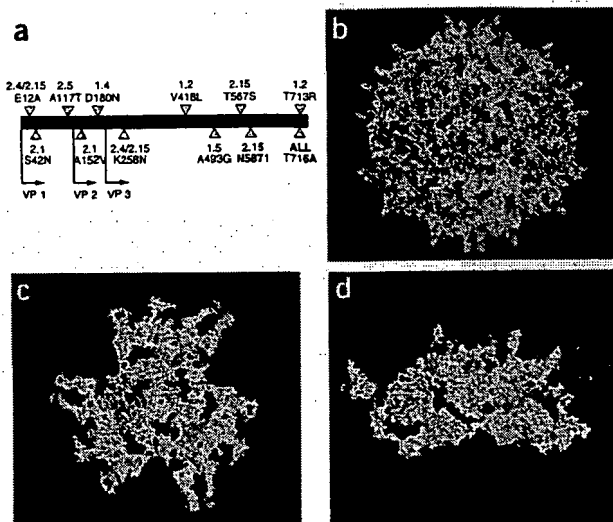 a
2.4/2.15 2.5 1.4 1.2 2.15 1.2
E12A A117T D180N V418L T567S T713R
2.1 2.1 2.4/2.15 1.5 2.15 ALL
S42N A152V K258N A493G N587I T716A
VP 1 VP 2 VP 3
b
c
d